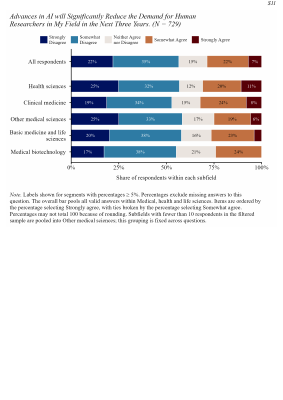 S31
Advances in AI will Significantly Reduce the Demand for Human
Researchers in My Field in the Next Three Years. (N = 729)
Strongly Disagree
Somewhat Disagree
Neither Agree nor Disagree
Somewhat Agree
Strongly Agree
All respondents 22% 22% 7%
Health sciences 25% 32% 12% 20% 11%
Clinical medicine 19% 34% 15% 24% 8%
Other medical sciences 25% 33% 17% 19% 6%
Basic medicine and life sciences 20% 38% 16% 23%
Medical biotechnology 17% 38% 21% 24%
0% 25% 50% 75% 100%
Share of respondents within each subfield
Note. Labels shown for segments with percentages ≥ 5%. Percentages exclude missing answers to this
question. The overall bar pools all valid answers within Medical, health and life sciences. Items are ordered by
the percentage selecting Strongly agree, with ties broken by the percentage selecting Somewhat agree.
Percentages may not total 100 because of rounding. Subfields with fewer than 10 respondents in the filtered
sample are pooled into Other medical sciences; this grouping is fixed across questions.